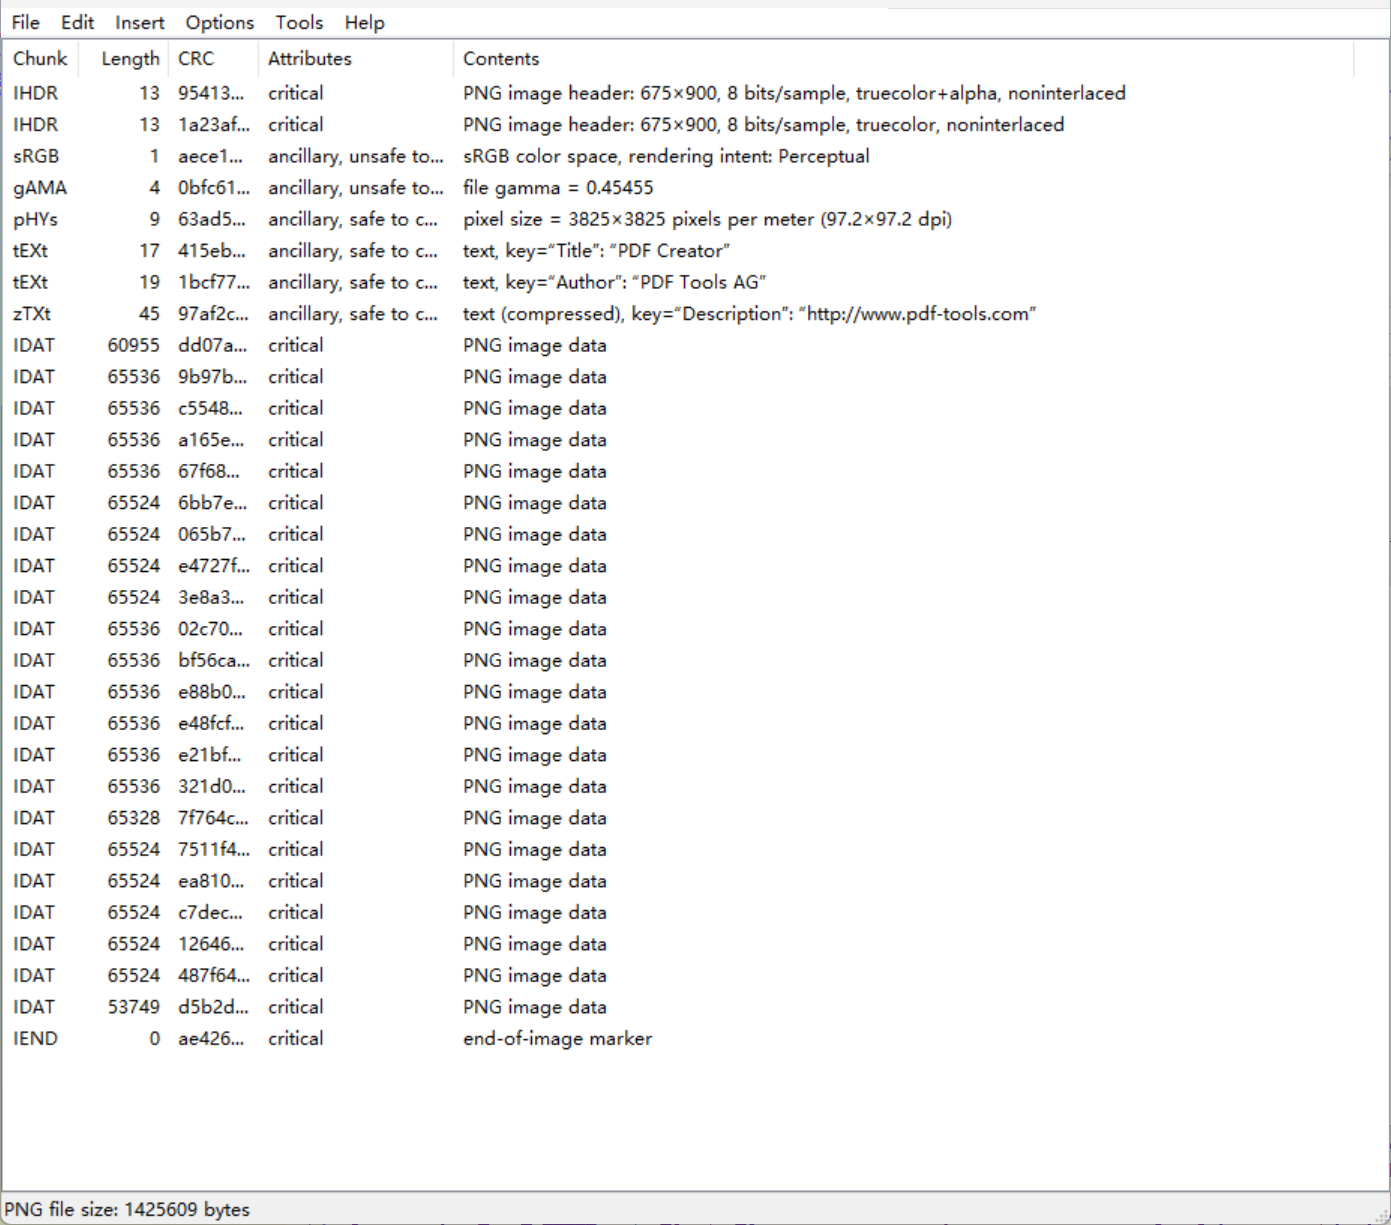 File Edit Insert Options Tools Help
Chunk Length CRC Attributes Contents
IHDR 13 95413... critical PNG image header: 675×900, 8 bits/sample, truecolor+alpha, noninterlaced
IHDR 13 1a23af... critical PNG image header: 675×900, 8 bits/sample, truecolor, noninterlaced
sRGB 1 aece1... ancillary, unsafe to... sRGB color space, rendering intent: Perceptual
gAMA 4 0bfc61... ancillary, unsafe to... file gamma = 0.45455
pHYs 9 63ad5... ancillary, safe to c... pixel size = 3825×3825 pixels per meter (97.2×97.2 dpi)
tEXt 17 415eb... ancillary, safe to c... text, key=“Title”: “PDF Creator”
tEXt 19 1bcf77... ancillary, safe to c... text, key=“Author”: “PDF Tools AG”
zTXt 45 97af2c... ancillary, safe to c... text (compressed), key=“Description”: “http://www.pdf-tools.com”
IDAT 60955 dd07a... critical PNG image data
IDAT 65536 9b97b... critical PNG image data
IDAT 65536 c5548... critical PNG image data
IDAT 65536 a165e... critical PNG image data
IDAT 65536 67f68... critical PNG image data
IDAT 65524 6bb7e... critical PNG image data
IDAT 65524 065b7... critical PNG image data
IDAT 65524 e4727f... critical PNG image data
IDAT 65524 3e8a3... critical PNG image data
IDAT 65536 02c70... critical PNG image data
IDAT 65536 bf56ca... critical PNG image data
IDAT 65536 e88b0... critical PNG image data
IDAT 65536 e48fcf... critical PNG image data
IDAT 65536 e21bf... critical PNG image data
IDAT 65536 321d0... critical PNG image data
IDAT 65328 7f764c... critical PNG image data
IDAT 65524 7511f4... critical PNG image data
IDAT 65524 ea810... critical PNG image data
IDAT 65524 c7dec... critical PNG image data
IDAT 65524 12646... critical PNG image data
IDAT 65524 487f64... critical PNG image data
IDAT 53749 d5b2d... critical PNG image data
IEND 0 ae426... critical end-of-image marker
PNG file size: 1425609 bytes